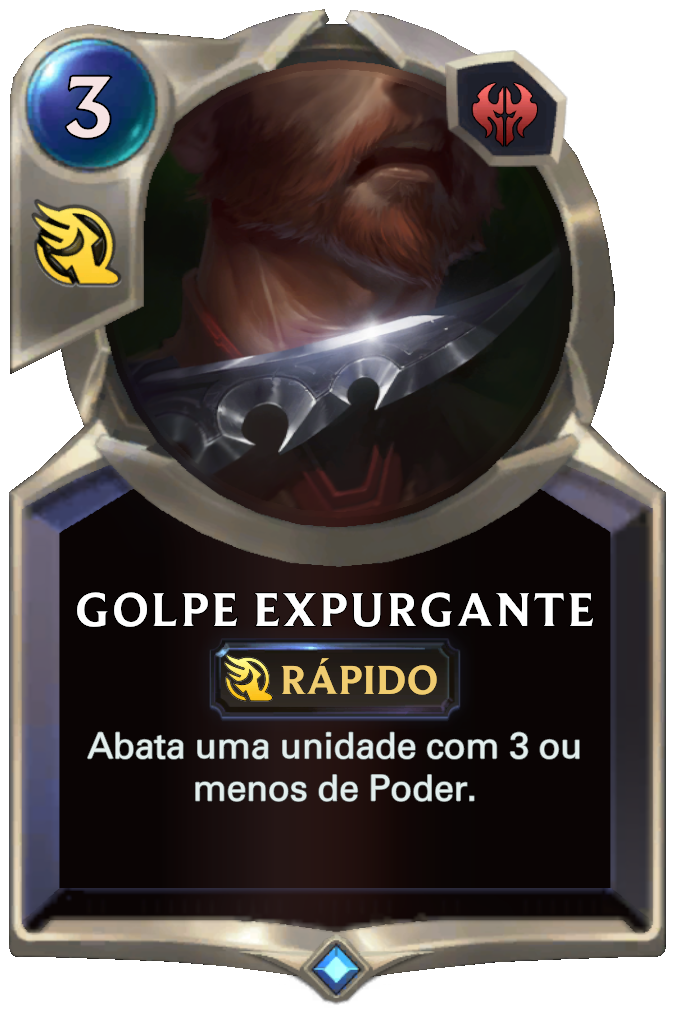 3
GOLPE EXPURGANTE
RÁPIDO
Abata uma unidade com 3 ou
menos de Poder.